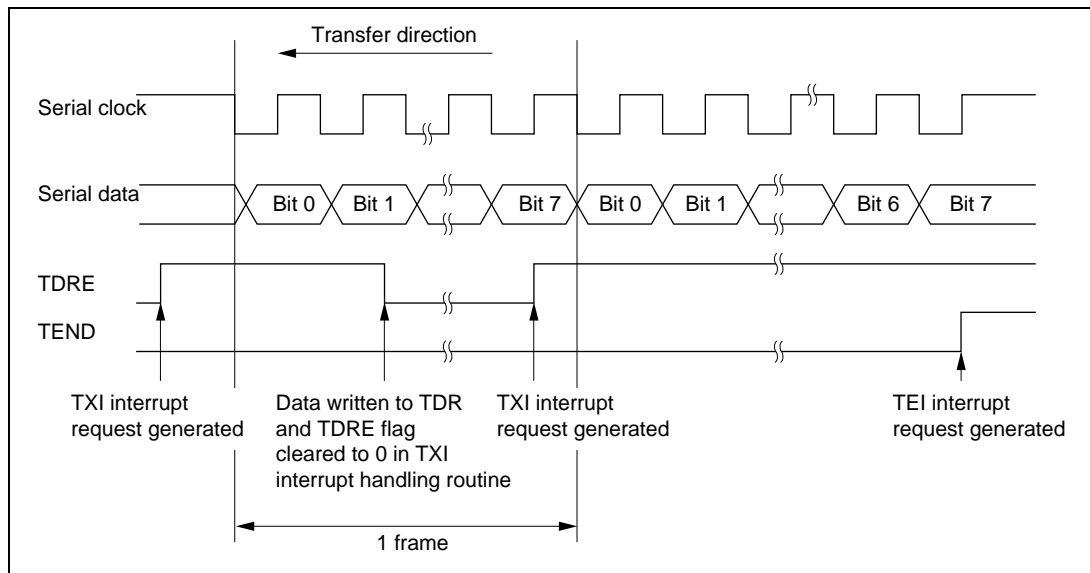 Transfer direction
Serial clock
Serial data
Bit 0
Bit 1
Bit 7
Bit 0
Bit 1
Bit 6
Bit 7
TDRE
TEND
TXI interrupt
request generated
Data written to TDR
and TDRE flag
cleared to 0 in TXI
interrupt handling routine
TXI interrupt
request generated
TEI interrupt
request generated
1 frame